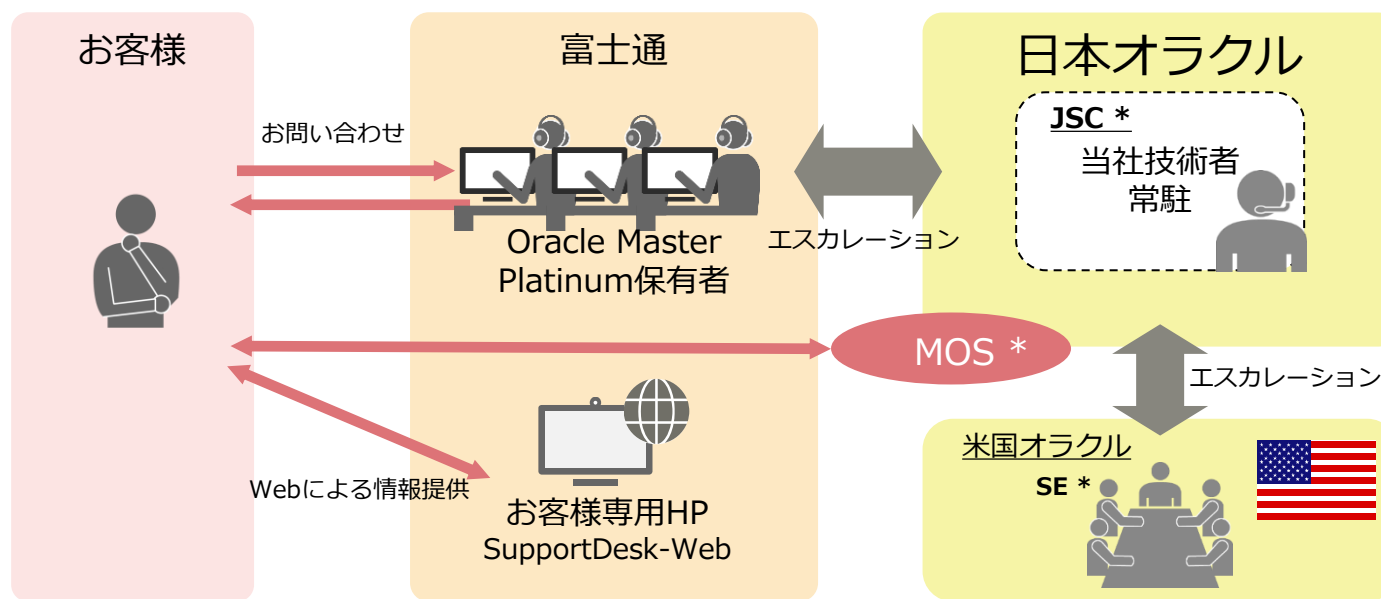 お客様
富士通
日本オラクル
お問い合わせ
JSC *
当社技術者
常駐
エスカレーション
Oracle Master
Platinum保有者
MOS *
エスカレーション
米国オラクル
SE *
Webによる情報提供
お客様専用HP
SupportDesk-Web